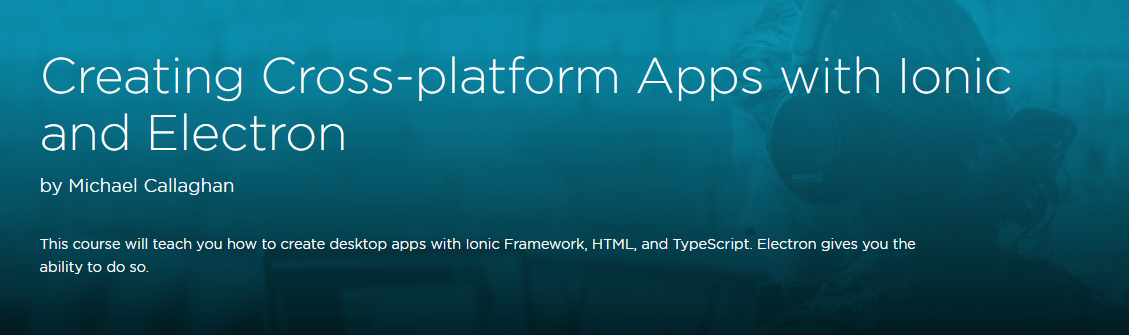 Creating Cross-platform Apps with Ionic
and Electron
by Michael Callaghan
This course will teach you how to create desktop apps with Ionic Framework, HTML, and TypeScript. Electron gives you the
ability to do so.